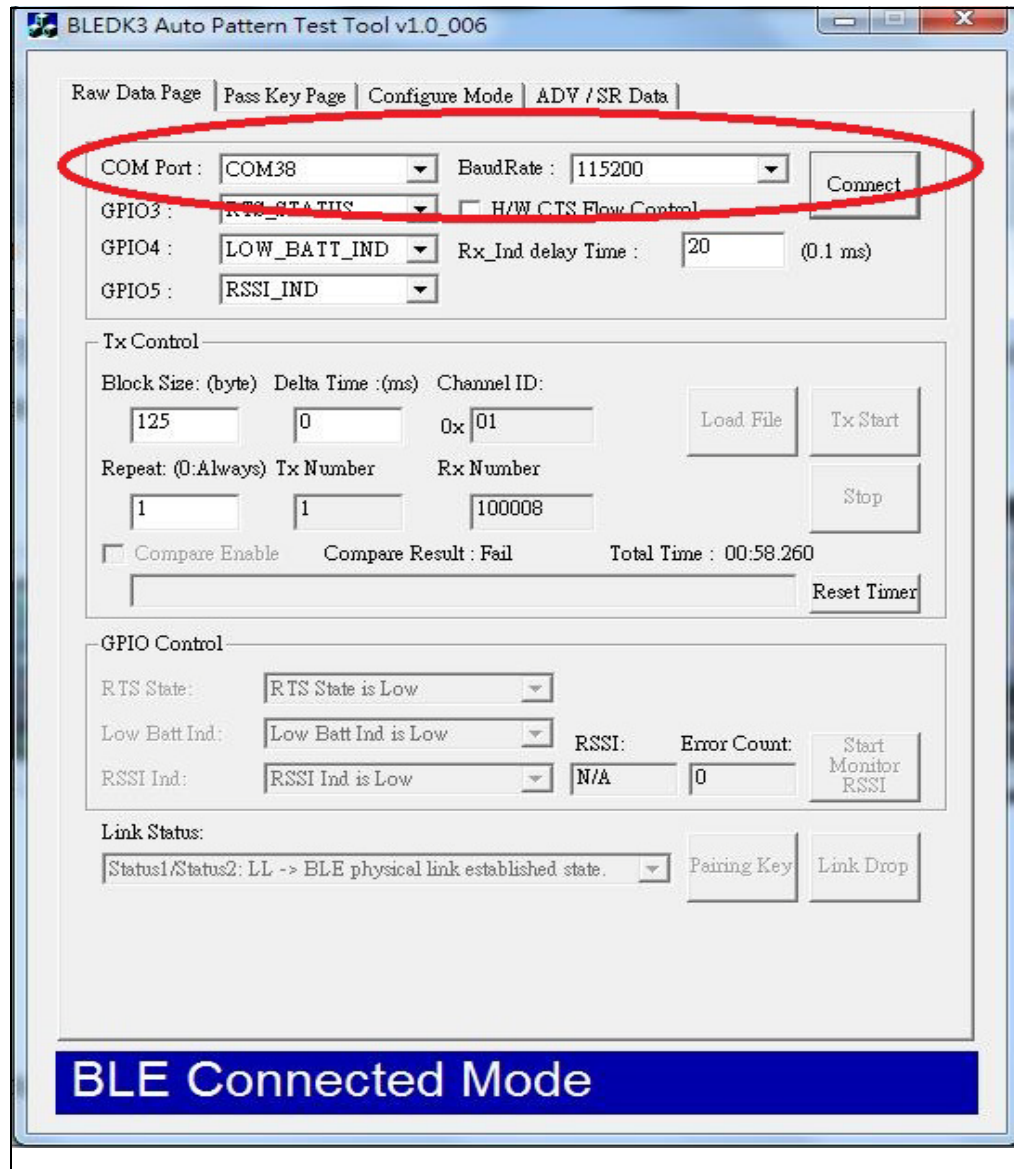 BLEDK3 Auto Pattern Test Tool v1.0_006
Raw Data Page Pass Key Page Configure Mode ADV / SR Data
COM Port : COM38 BaudRate : 115200 Connect
GPIO3 : RTS_STATUS H/W CTS Flow Control
GPIO4 : LOW_BATT_IND Rx_Ind delay Time : 20 (0.1 ms)
GPIO5 : RSSI_IND
Tx Control
Block Size: (byte) Delta Time :(ms) Channel ID:
125 0 0x 01 Load File Tx Start
Repeat: (0:Always) Tx Number Rx Number
1 1 100008 Stop
Compare Enable Compare Result : Fail Total Time : 00:58.260
Reset Timer
GPIO Control
RTS State: RTS State is Low
Low Batt Ind: Low Batt Ind is Low RSSI: Error Count:
RSSI Ind: RSSI Ind is Low N/A 0 Start Monitor RSSI
Link Status:
Status1/Status2: LL -> BLE physical link established state. Pairing Key Link Drop
BLE Connected Mode